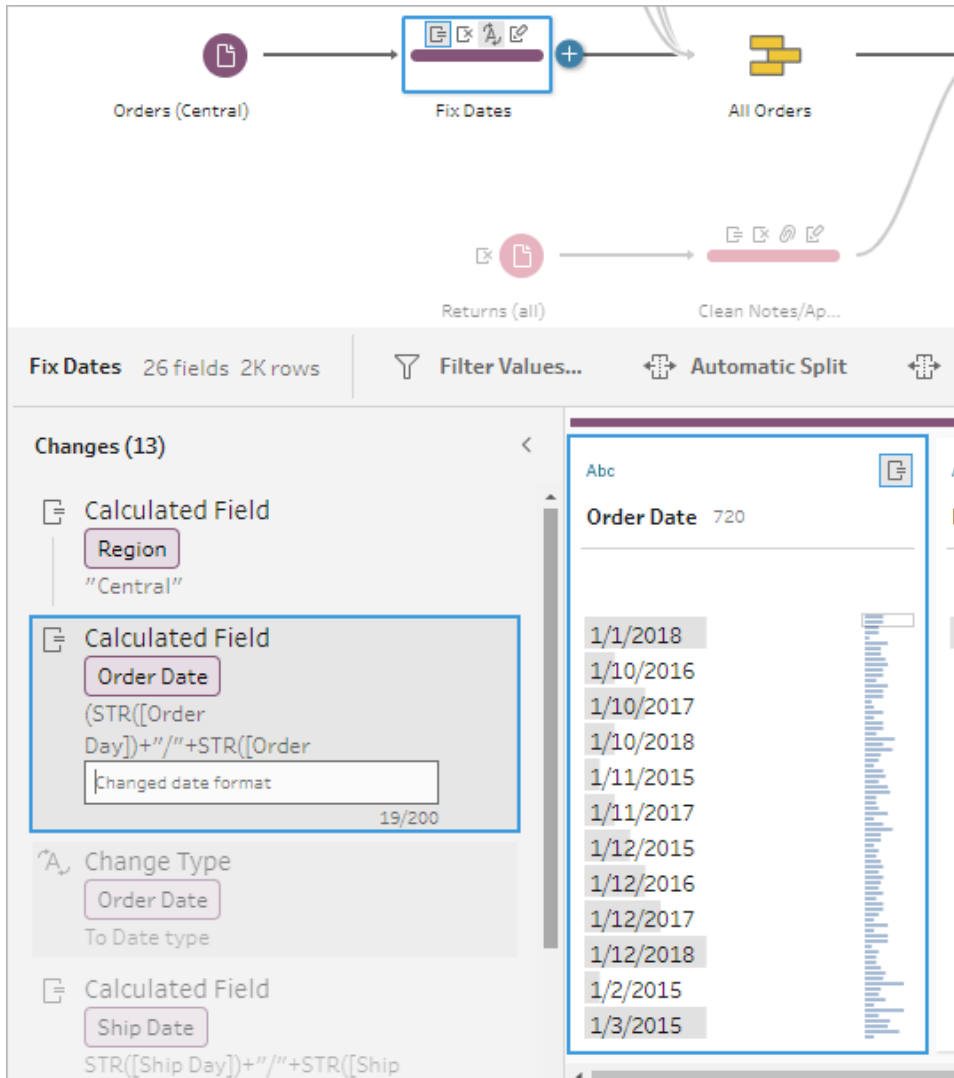 Orders (Central)
Fix Dates
All Orders
Returns (all)
Clean Notes/Ap...
Fix Dates 26 fields 2K rows
Filter Values...
Automatic Split
Changes (13)
Calculated Field
Region
"Central"
Calculated Field
Order Date
(STR([Order
Day])+"/"+STR([Order
Changed date format
19/200
Change Type
Order Date
To Date type
Calculated Field
Ship Date
STR([Ship Day])+"/"+STR([Ship
Abc
Order Date 720
1/1/2018
1/10/2016
1/10/2017
1/10/2018
1/11/2015
1/11/2017
1/12/2015
1/12/2016
1/12/2017
1/12/2018
1/2/2015
1/3/2015